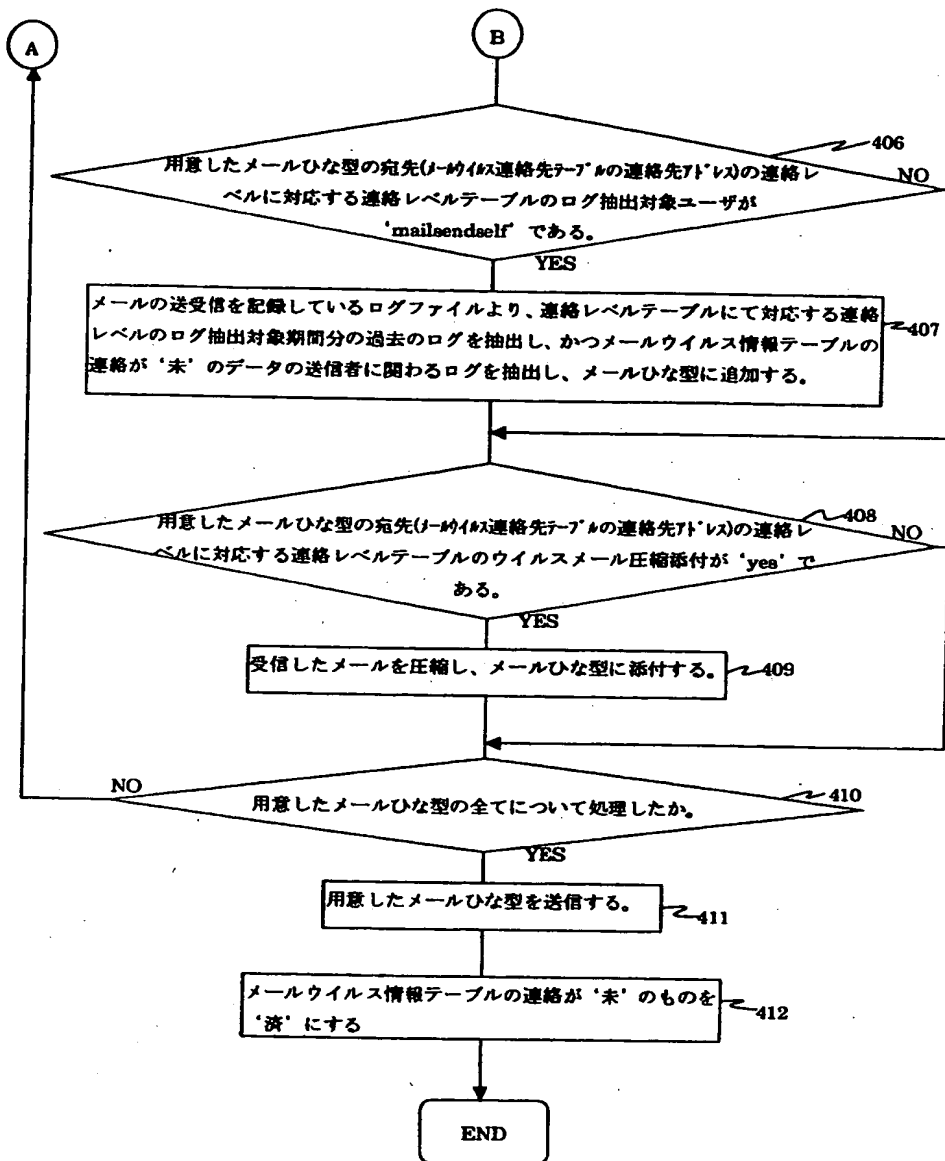 A
B
用意したメールひな型の宛先(メールウイルス連絡先テーブルの連絡先アドレス)の連絡レ
ベルに対応する連絡レベルテーブルのログ抽出対象ユーザが
‘mailsendself’である。
406
NO
YES
メールの送受信を記録しているログファイルより、連絡レベルテーブルにて対応する連絡
レベルのログ抽出対象期間分の過去のログを抽出し、かつメールウイルス情報テーブルの
連絡が‘未’のデータの送信者に関わるログを抽出し、メールひな型に追加する。
407
用意したメールひな型の宛先(メールウイルス連絡先テーブルの連絡先アドレス)の連絡レ
ベルに対応する連絡レベルテーブルのウイルスメール圧縮添付が‘yes’で
ある。
408
NO
YES
受信したメールを圧縮し、メールひな型に添付する。
409
NO
用意したメールひな型の全てについて処理したか。
410
YES
用意したメールひな型を送信する。
411
メールウイルス情報テーブルの連絡が‘未’のものを
‘済’にする
412
END